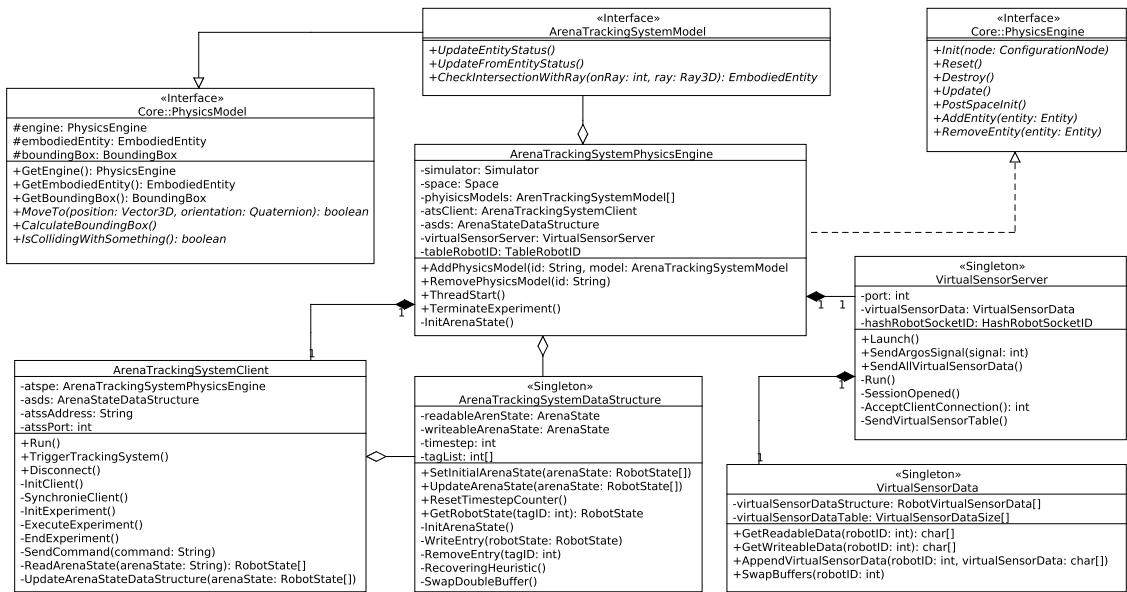 «Interface»
ArenaTrackingSystemModel
+UpdateEntityStatus()
+UpdateFromEntityStatus()
+CheckIntersectionWithRay(onRay: int, ray: Ray3D): EmbodiedEntity
«Interface»
Core::PhysicsEngine
+Init(node: ConfigurationNode)
+Reset()
+Destroy()
+Update()
+PostSpaceInit()
+AddEntity(entity: Entity)
+RemoveEntity(entity: Entity)
«Interface»
Core::PhysicsModel
#engine: PhysicsEngine
#embodiedEntity: EmbodiedEntity
#boundingBox: BoundingBox
+GetEngine(): PhysicsEngine
+GetEmbodiedEntity(): EmbodiedEntity
+GetBoundingBox(): BoundingBox
+MoveTo(position: Vector3D, orientation: Quaternion): boolean
+CalculateBoundingBox()
+IsCollidingWithSomething(): boolean
ArenaTrackingSystemPhysicsEngine
-simulator: Simulator
-space: Space
-phyisicsModels: ArenTrackingSystemModel[]
-atsClient: ArenaTrackingSystemClient
-asds: ArenaStateDataStructure
-virtualSensorServer: VirtualSensorServer
-tableRobotID: TableRobotID
+AddPhysicsModel(id: String, model: ArenaTrackingSystemModel
+RemovePhysicsModel(id: String)
+ThreadStart()
+TerminateExperiment()
-InitArenaState()
1
1
1
1
«Singleton»
VirtualSensorServer
-port: int
-virtualSensorData: VirtualSensorData
-hashRobotSocketID: HashRobotSocketID
+Launch()
+SendArgosSignal(signal: int)
+SendAllVirtualSensorData()
-Run()
-SessionOpened()
-AcceptClientConnection(): int
-SendVirtualSensorTable()
1
1
ArenaTrackingSystemClient
-atspe: ArenaTrackingSystemPhysicsEngine
-asds: ArenaStateDataStructure
-atssAddress: String
-atssPort: int
+Run()
+TriggerTrackingSystem()
+Disconnect()
-InitClient()
-SynchronieClient()
-InitExperiment()
-ExecuteExperiment()
-EndExperiment()
-SendCommand(command: String)
-ReadArenaState(arenaState: String): RobotState[]
-UpdateArenaStateDataStructure(arenaState: RobotState[])
«Singleton»
ArenaTrackingSystemDataStructure
-readableArenState: ArenaState
-writeableArenaState: ArenaState
-timestep: int
-tagList: int[]
+SetInitialArenaState(arenaState: RobotState[])
+UpdateArenaState(arenaState: RobotState[])
+ResetTimestepCounter()
+GetRobotState(tagID: int): RobotState
-InitArenaState()
-WriteEntry(robotState: RobotState)
-RemoveEntry(tagID: int)
-RecoveringHeuristic()
-SwapDoubleBuffer()
«Singleton»
VirtualSensorData
-virtualSensorDataStructure: RobotVirtualSensorData[]
-virtualSensorDataTable: VirtualSensorDataSize[]
+GetReadableData(robotID: int): char[]
+GetWriteableData(robotID: int): char[]
+AppendVirtualSensorData(robotID: int, virtualSensorData: char[])
+SwapBuffers(robotID: int)